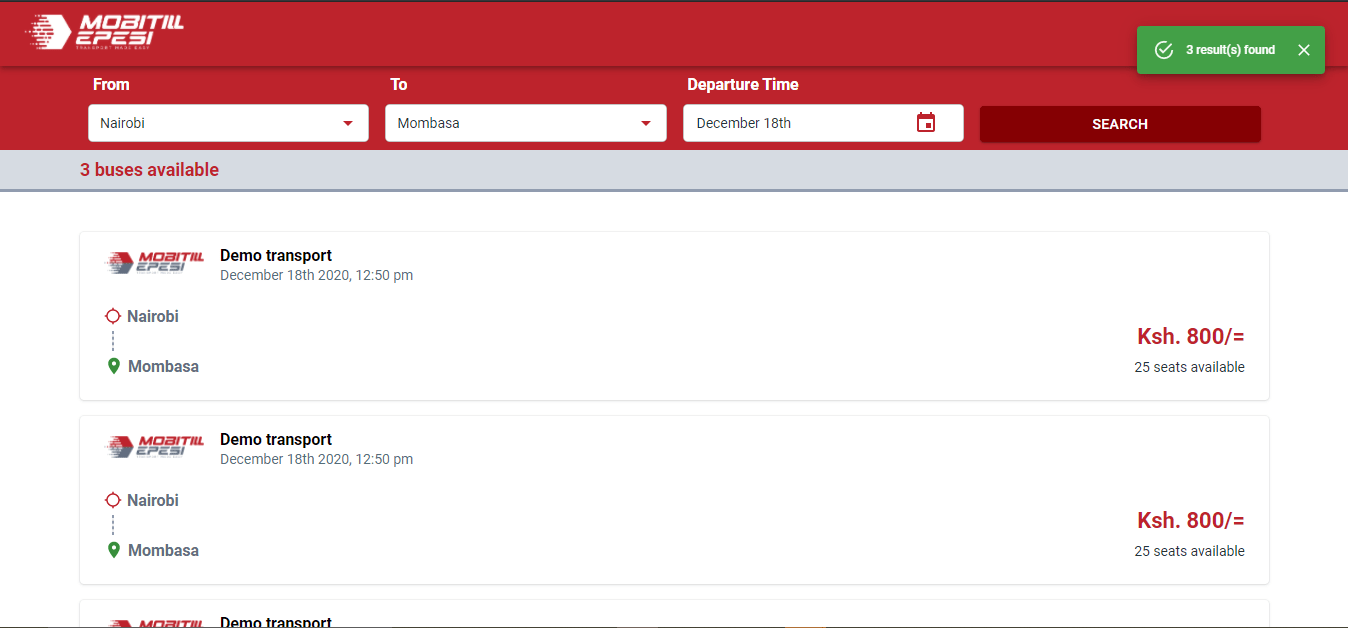 MOBITILL
EPESI
TRANSPORT MADE EASY
3 result(s) found
From
To
Departure Time
Nairobi
Mombasa
December 18th
SEARCH
3 buses available
MOBITILL
EPESI
Demo transport
December 18th 2020, 12:50 pm
Nairobi
Mombasa
Ksh. 800/=
25 seats available
MOBITILL
EPESI
Demo transport
December 18th 2020, 12:50 pm
Nairobi
Mombasa
Ksh. 800/=
25 seats available
MOBITILL
Demo transport